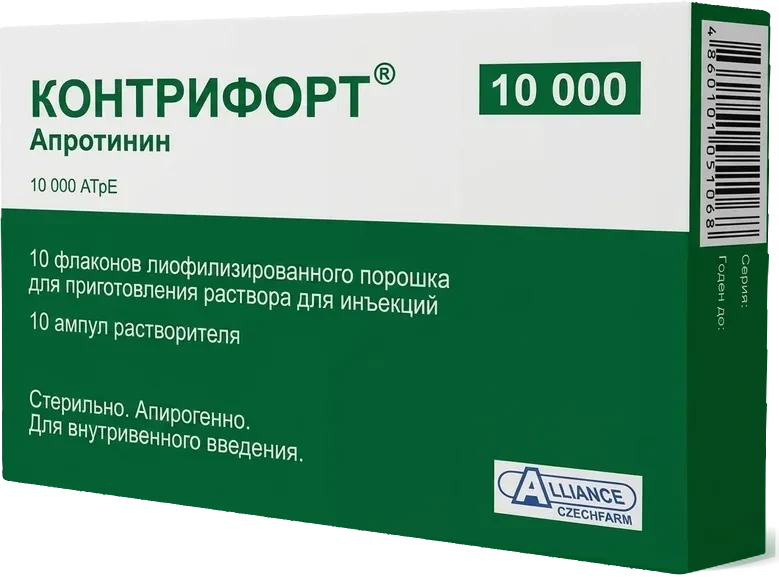 КОНТРИФОРТ®
10 000
Апротинин
10 000 АТрЕ
10 флаконов лиофилизированного порошка
для приготовления раствора для инъекций
10 ампул растворителя
Стерильно. Апирогенно.
Для внутривенного введения.
ALLIANCE
CZECHFARM
4860101051068
Серия:
Годен до: